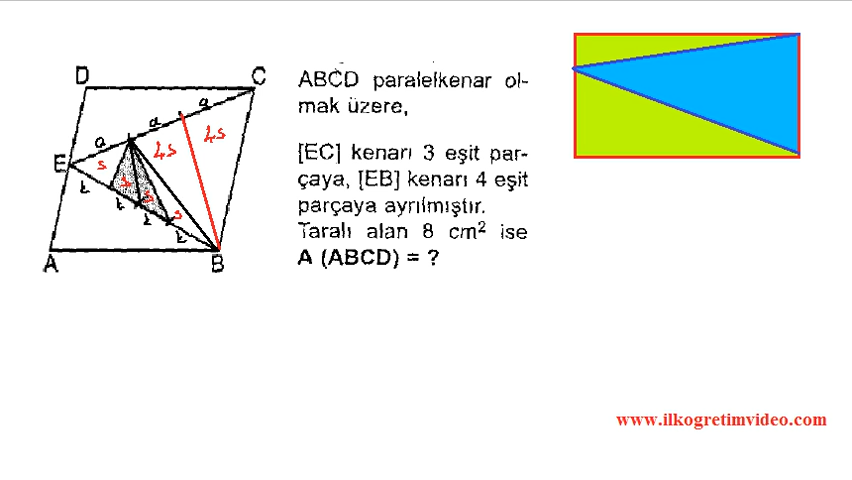 D
C
a
a
a
4s
4s
E
s
s
s
s
t
t
t
t
A
B
ABCD paralelkenar ol-
mak üzere,
[EC] kenarı 3 eşit par-
çaya, [EB] kenarı 4 eşit
parçaya ayrılmıştır.
Taralı alan 8 cm² ise
A (ABCD) = ?
www.ilkogretimvideo.com